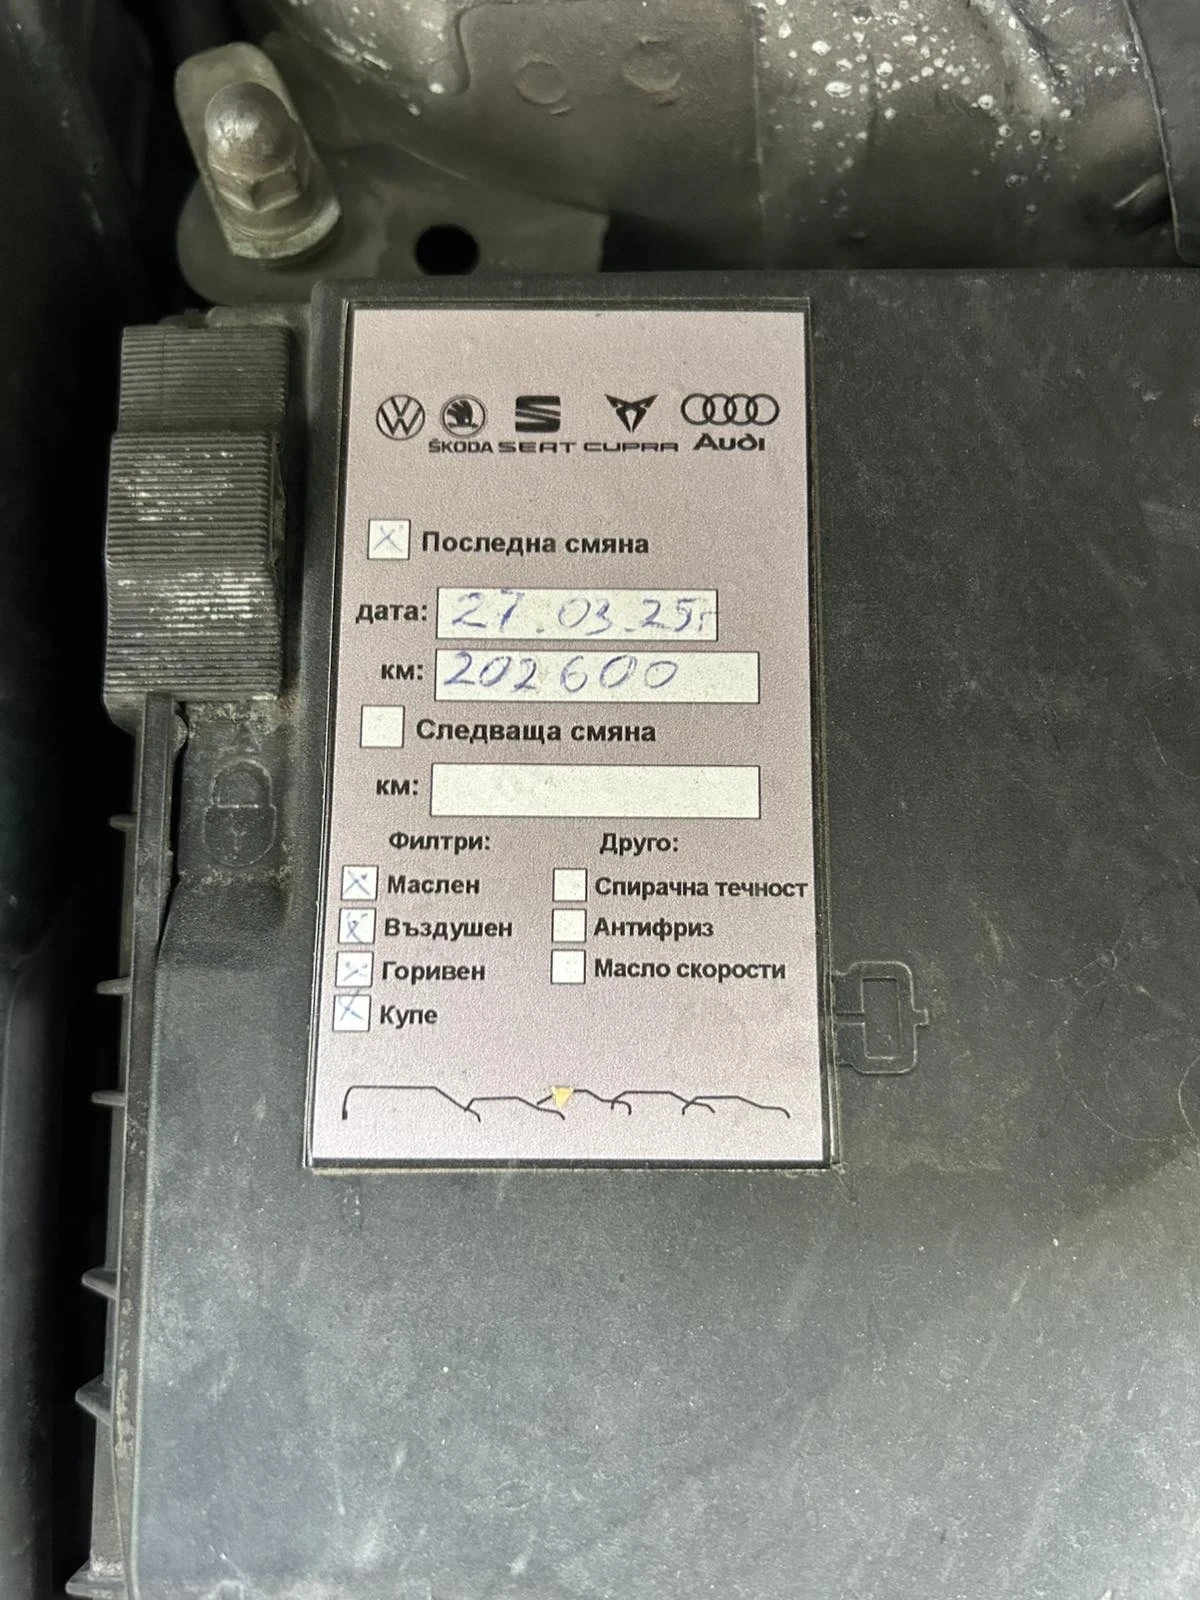 ŠKODA SEAT CUPRA Audi
Последна смяна
дата: 27.03.25г
км: 202600
Следваща смяна
км:
Филтри: Друго:
Маслен Спирачна течност
Въздушен Антифриз
Горивен Масло скорости
Купе